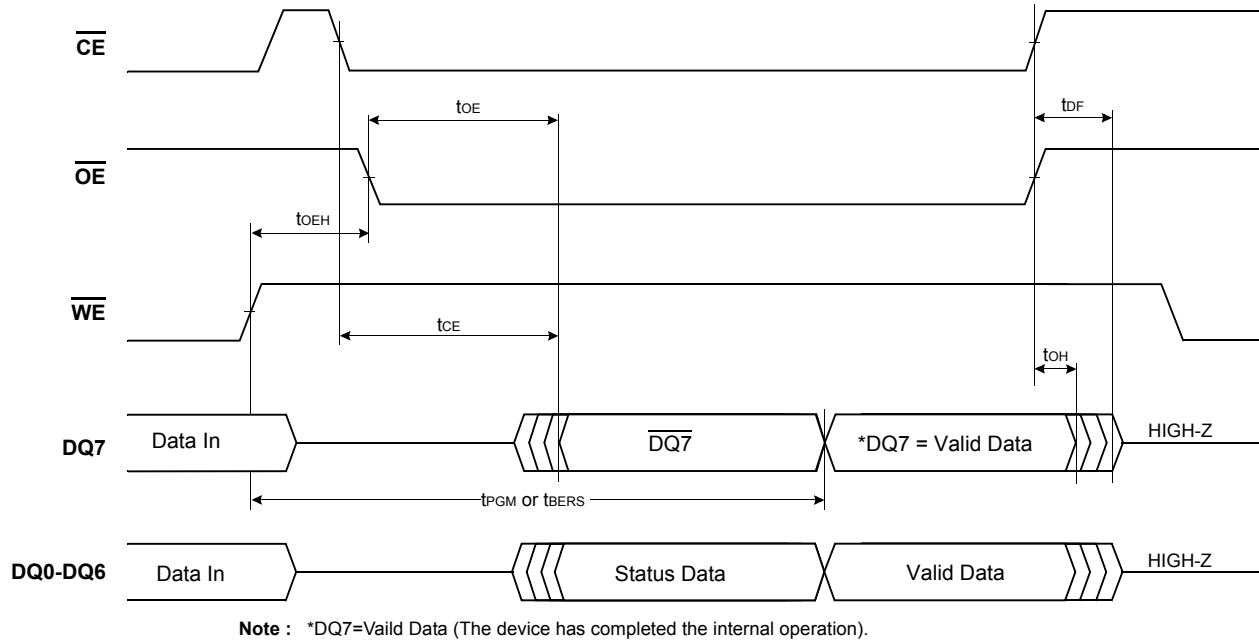 CE
tOE
tDF
OE
tOEH
WE
tCE
tOH
DQ7
Data In
DQ7
*DQ7 = Valid Data
HIGH-Z
tPGM or tBERS
DQ0-DQ6
Data In
Status Data
Valid Data
HIGH-Z
Note : *DQ7=Vaild Data (The device has completed the internal operation).